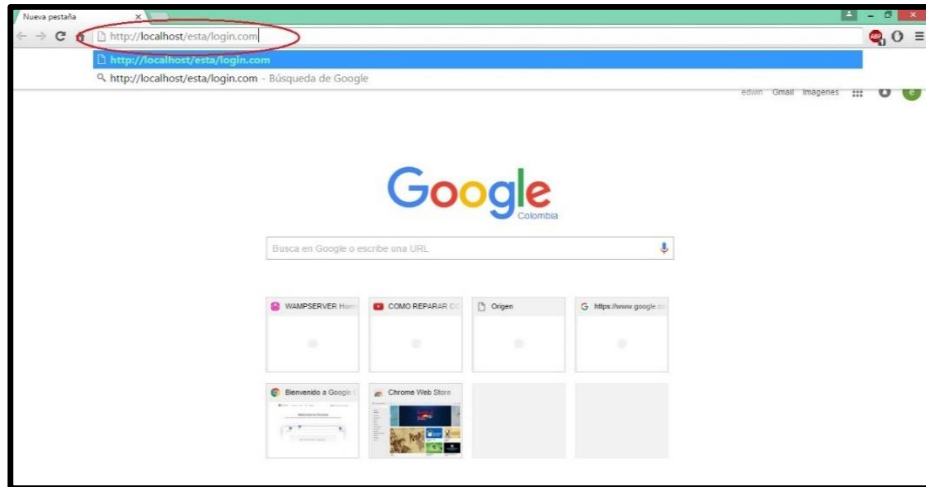 Nueva pestaña
http://localhost/esta/login.com
http://localhost/esta/login.com
http://localhost/esta/login.com - Búsqueda de Google
edwin Gmail Imágenes
e
Google
Colombia
Busca en Google o escribe una URL
WAMPSERVER COMO REPARAR Origen https://www.google
Bienvenido a Google Chrome Web Store